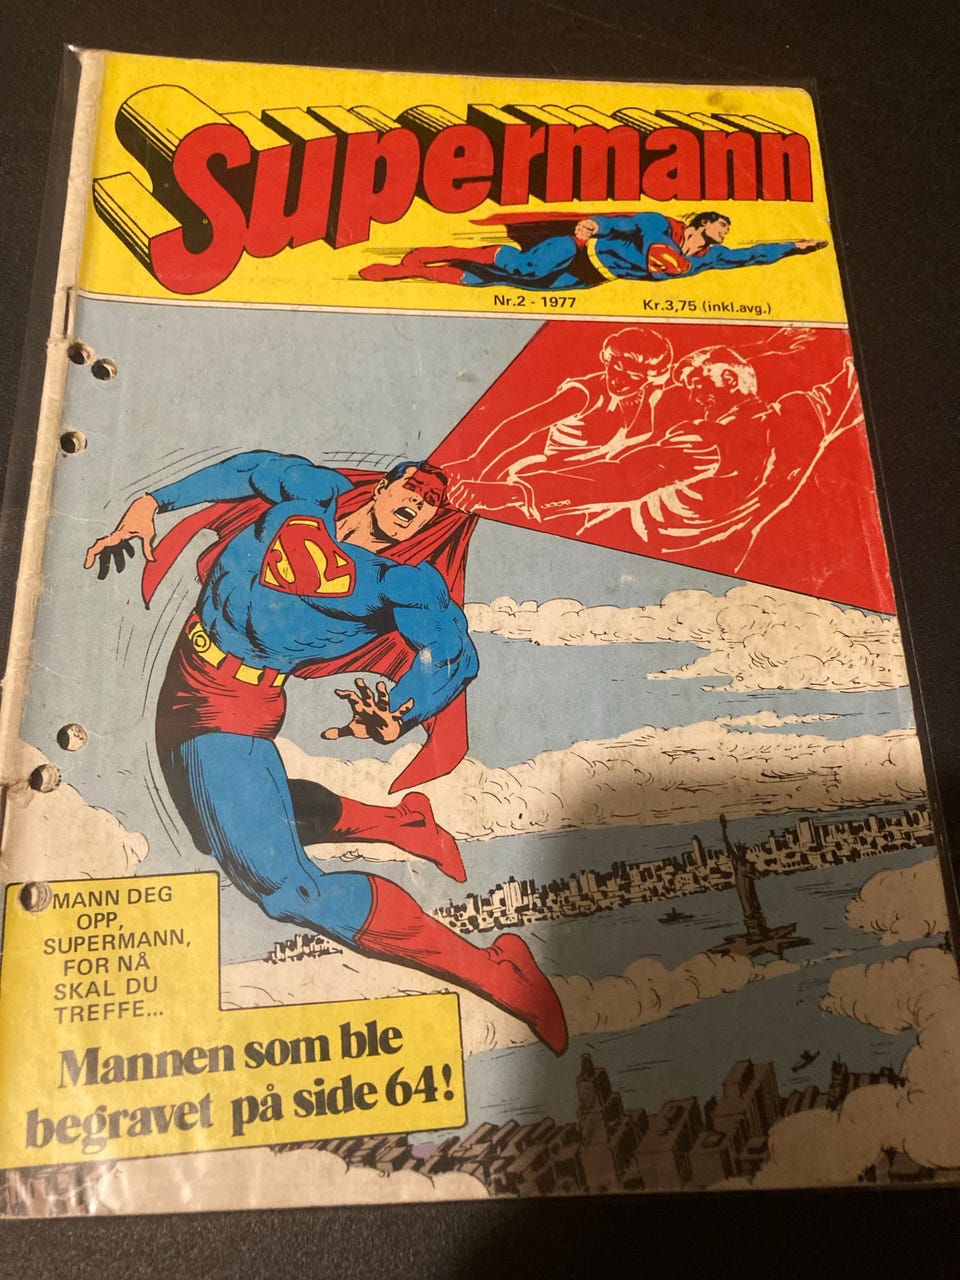 Supermann
Nr.2 - 1977 Kr.3,75 (inkl.avg.)
MANN DEG
OPP,
SUPERMANN,
FOR NÅ
SKAL DU
TREFFE...
Mannen som ble
begravet på side 64!